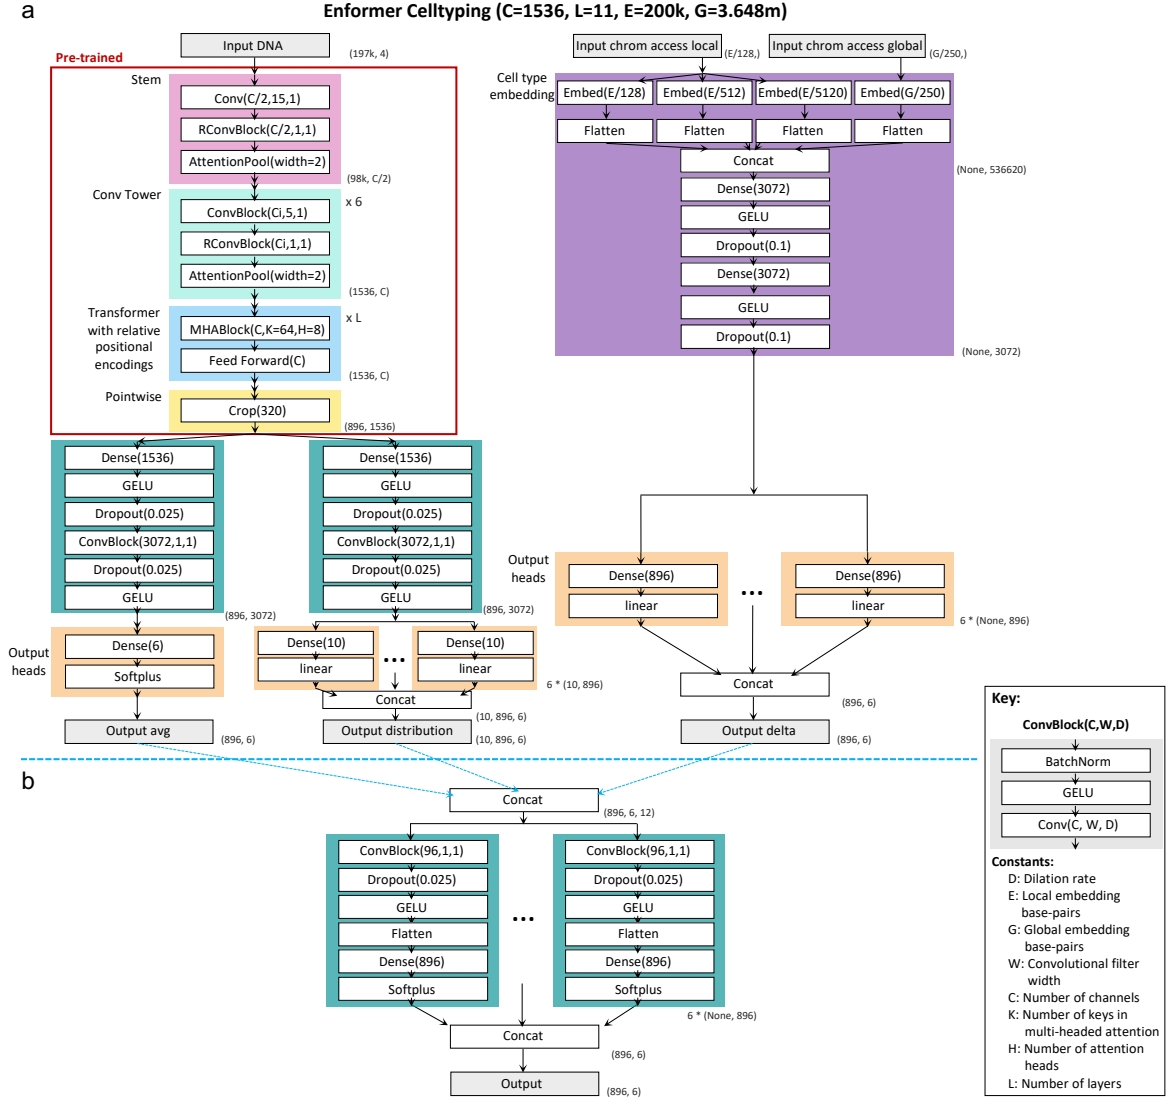 a
Enformer Celltyping (C=1536, L=11, E=200k, G=3.648m)
Input DNA
(197k, 4)
Pre-trained
Stem
Conv(C/2,15,1)
RConvBlock(C/2,1,1)
AttentionPool(width=2)
(98k, C/2)
Conv Tower
x 6
ConvBlock(Ci,5,1)
RConvBlock(Ci,1,1)
AttentionPool(width=2)
(1536, C)
Transformer
with relative
positional
encodings
x L
MHABlock(C,K=64,H=8)
Feed Forward(C)
(1536, C)
Pointwise
Crop(320)
(896, 1536)
Dense(1536)
GELU
Dropout(0.025)
ConvBlock(3072,1,1)
Dropout(0.025)
GELU
(896, 3072)
Dense(1536)
GELU
Dropout(0.025)
ConvBlock(3072,1,1)
Dropout(0.025)
GELU
(896, 3072)
Output
heads
Dense(6)
Softplus
Dense(10)
linear
...
Dense(10)
linear
6 * (10, 896)
Concat
(10, 896, 6)
Output avg
(896, 6)
Output distribution
(10, 896, 6)
Input chrom access local
(E/128,)
Input chrom access global
(G/250,)
Cell type
embedding
Embed(E/128)
Embed(E/512)
Embed(E/5120)
Embed(G/250)
Flatten
Flatten
Flatten
Flatten
Concat
(None, 536620)
Dense(3072)
GELU
Dropout(0.1)
Dense(3072)
GELU
Dropout(0.1)
(None, 3072)
Output
heads
Dense(896)
linear
...
Dense(896)
linear
6 * (None, 896)
Concat
(896, 6)
Output delta
(896, 6)
b
Concat
(896, 6, 12)
ConvBlock(96,1,1)
Dropout(0.025)
GELU
Flatten
Dense(896)
Softplus
...
ConvBlock(96,1,1)
Dropout(0.025)
GELU
Flatten
Dense(896)
Softplus
6 * (None, 896)
Concat
(896, 6)
Output
(896, 6)
Key:
ConvBlock(C,W,D)
BatchNorm
GELU
Conv(C, W, D)
Constants:
D: Dilation rate
E: Local embedding
base-pairs
G: Global embedding
base-pairs
W: Convolutional filter
width
C: Number of channels
K: Number of keys in
multi-headed attention
H: Number of attention
heads
L: Number of layers